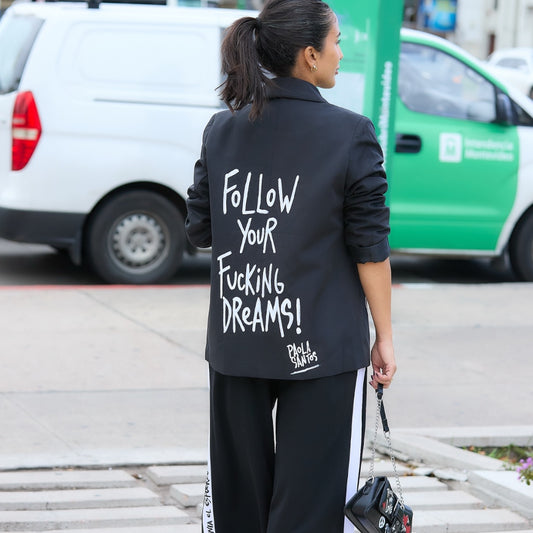 FOLLOW
YOUR
FUCKING
DREAMS!
PAOLA
SANTOS
Intendencia
Montevideo